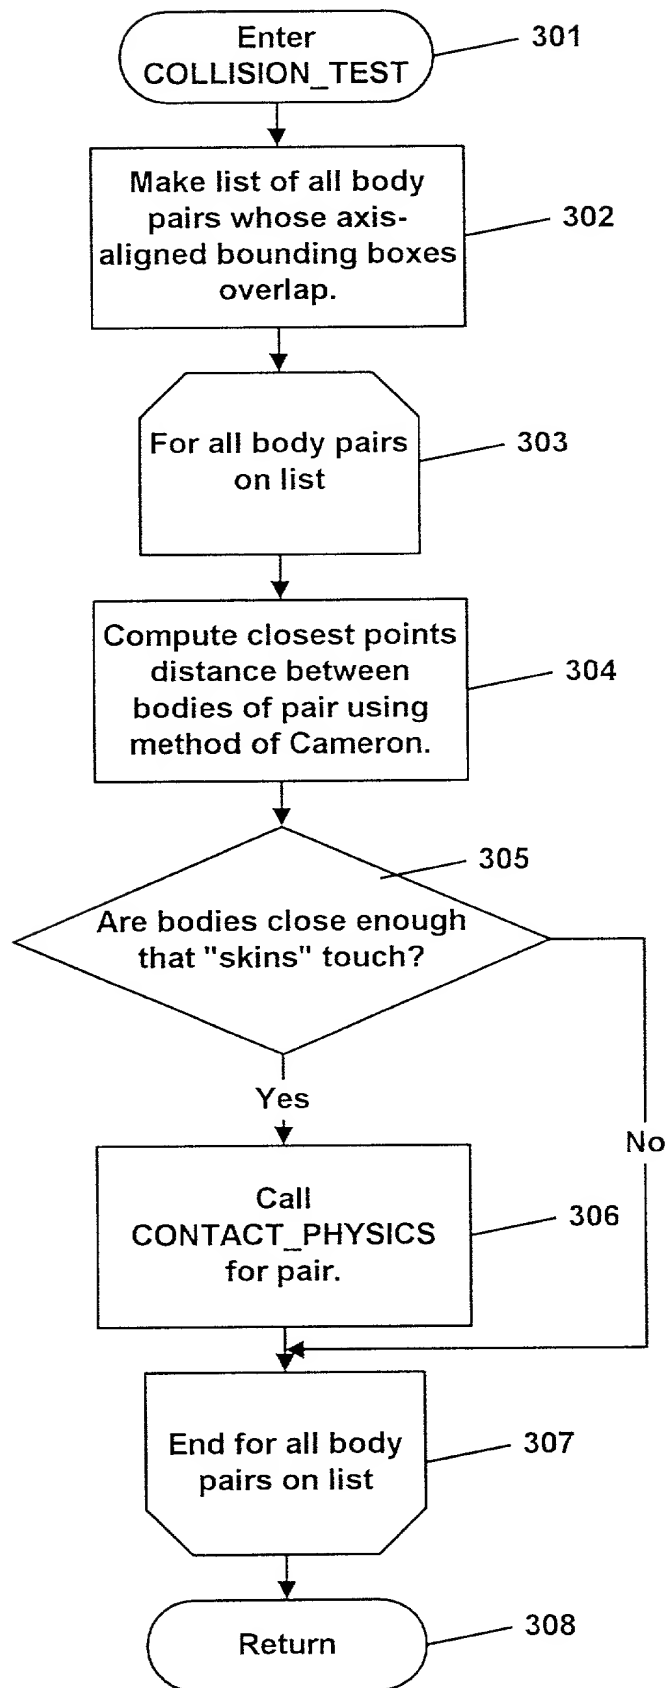 Enter
COLLISION_TEST
301
Make list of all body
pairs whose axis-
aligned bounding boxes
overlap.
302
For all body pairs
on list
303
Compute closest points
distance between
bodies of pair using
method of Cameron.
304
305
Are bodies close enough
that "skins" touch?
Yes
No
Call
CONTACT_PHYSICS
for pair.
306
End for all body
pairs on list
307
Return
308